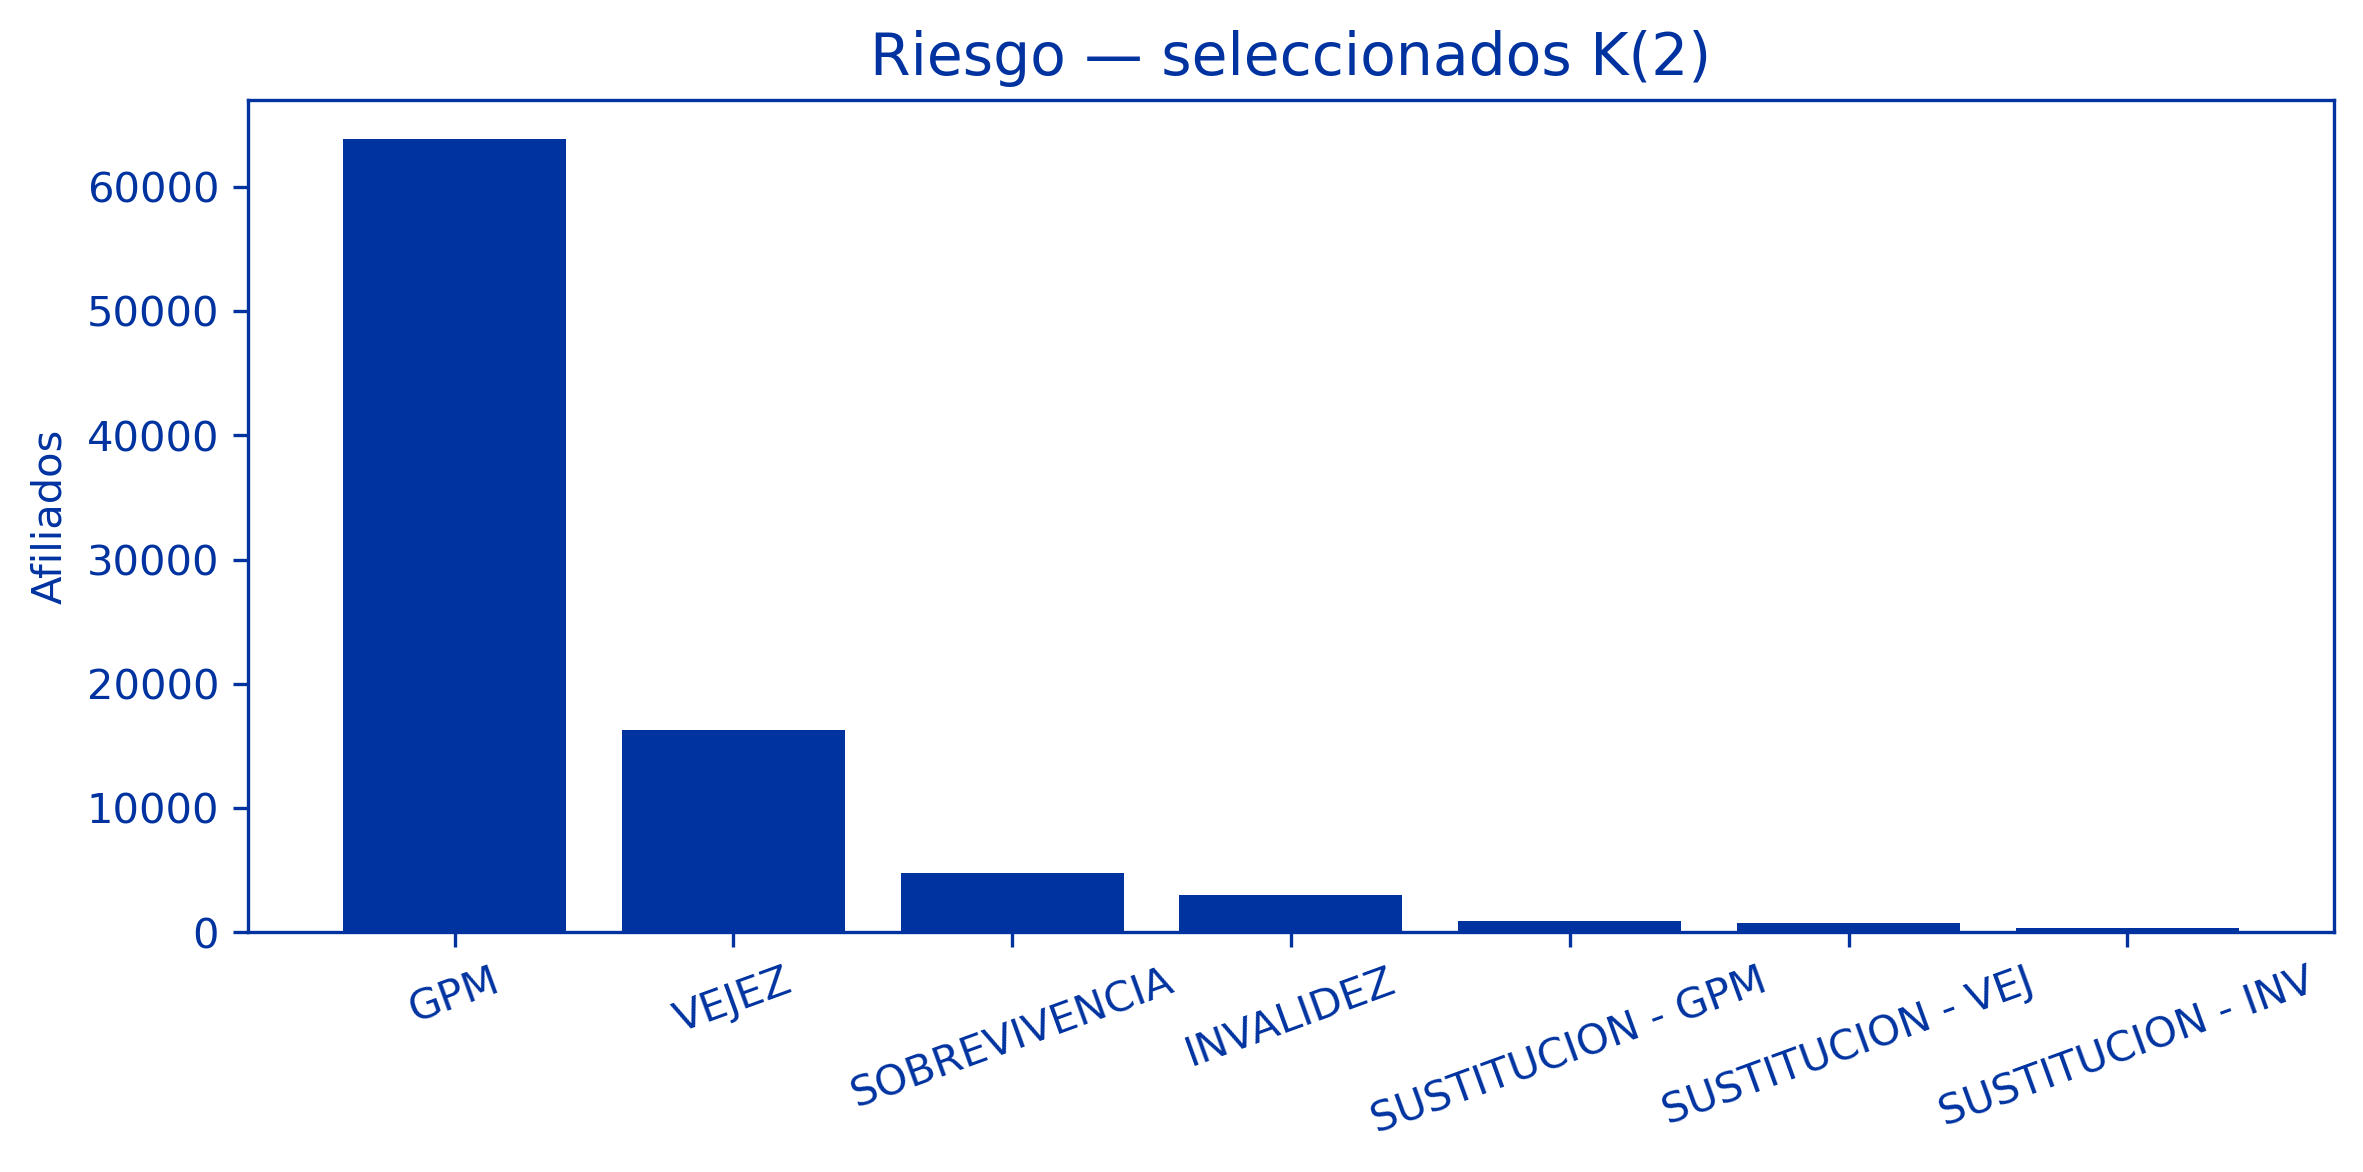 Riesgo — seleccionados K(2)
Afiliados
60000
50000
40000
30000
20000
10000
0
GPM
VEJEZ
SOBREVIVENCIA
INVALIDEZ
SUSTITUCION - GPM
SUSTITUCION - VEJ
SUSTITUCION - INV